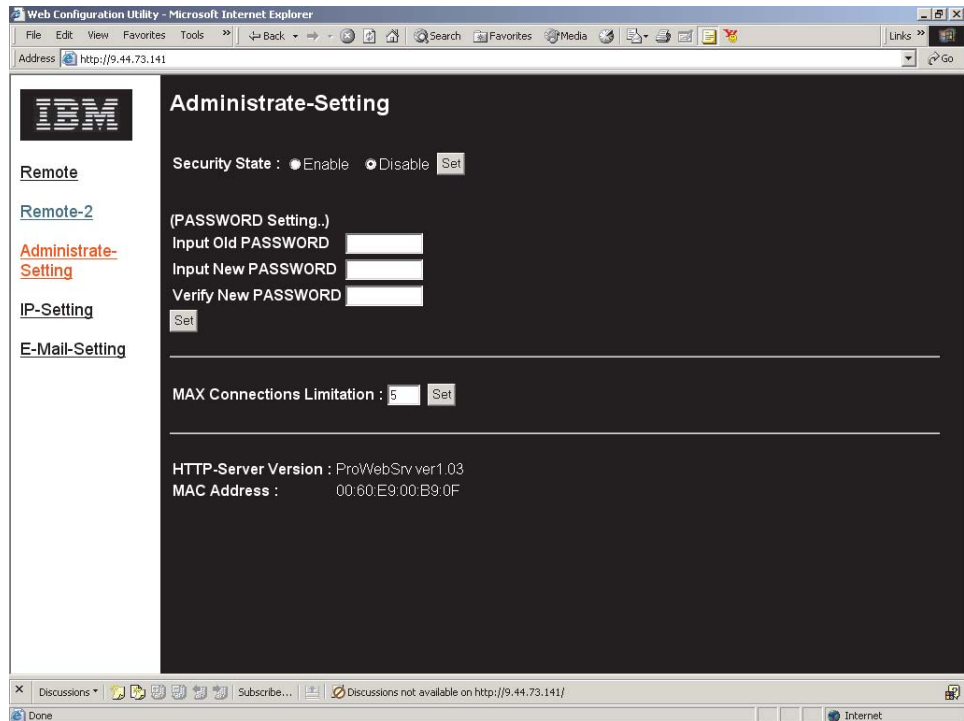 Web Configuration Utility - Microsoft Internet Explorer
File Edit View Favorites Tools » Back Search Favorites Media Links »
Address http://9.44.73.141 Go
IBM
Administrate-Setting
Remote
Security State : Enable Disable Set
Remote-2
(PASSWORD Setting..)
Administrate-
Setting
Input Old PASSWORD
Input New PASSWORD
Verify New PASSWORD
IP-Setting
Set
E-Mail-Setting
MAX Connections Limitation : 5 Set
HTTP-Server Version : ProWebSrv ver1.03
MAC Address : 00:60:E9:00:B9:0F
Discussions Subscribe... Discussions not available on http://9.44.73.141/
Done Internet